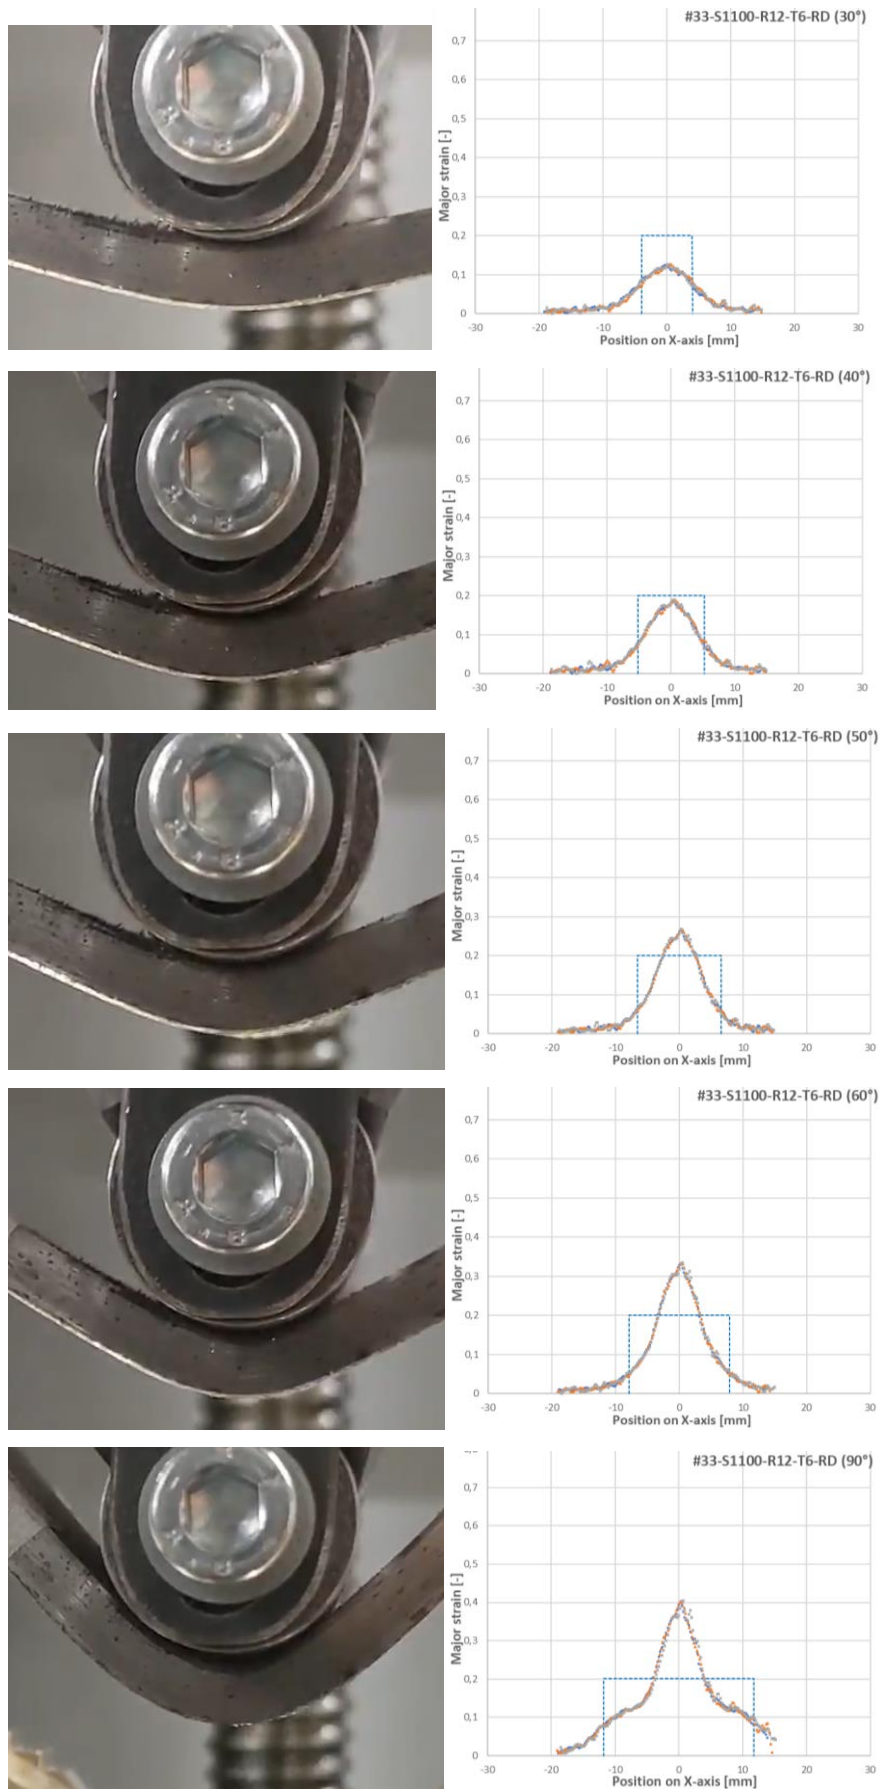 #33-S1100-R12-T6-RD (30°)
0,7
0,6
0,5
0,4
0,3
0,2
0,1
0
Major strain [-]
-30 -20 -10 0 10 20 30
Position on X-axis [mm]
#33-S1100-R12-T6-RD (40°)
0,7
0,6
0,5
0,4
0,3
0,2
0,1
0
Major strain [-]
-30 -20 -10 0 10 20 30
Position on X-axis [mm]
#33-S1100-R12-T6-RD (50°)
0,7
0,6
0,5
0,4
0,3
0,2
0,1
0
Major strain [-]
-30 -20 -10 0 10 20 30
Position on X-axis [mm]
#33-S1100-R12-T6-RD (60°)
0,7
0,6
0,5
0,4
0,3
0,2
0,1
0
Major strain [-]
-30 -20 -10 0 10 20 30
Position on X-axis [mm]
#33-S1100-R12-T6-RD (90°)
0,7
0,6
0,5
0,4
0,3
0,2
0,1
0
Major strain [-]
-30 -20 -10 0 10 20 30
Position on X-axis [mm]